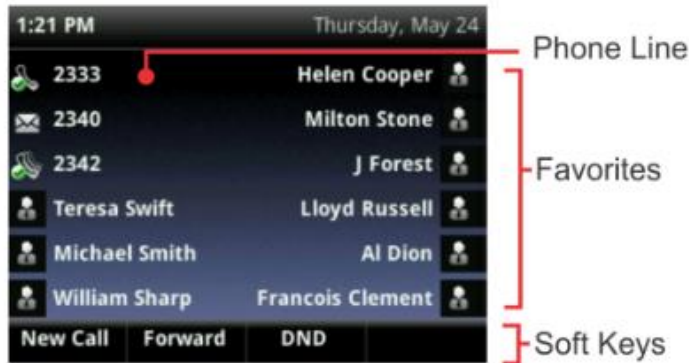 1:21 PM Thursday, May 24
Phone Line
2333 Helen Cooper
2340 Milton Stone
2342 J Forest
Favorites
Teresa Swift Lloyd Russell
Michael Smith Al Dion
William Sharp Francois Clement
New Call Forward DND
Soft Keys